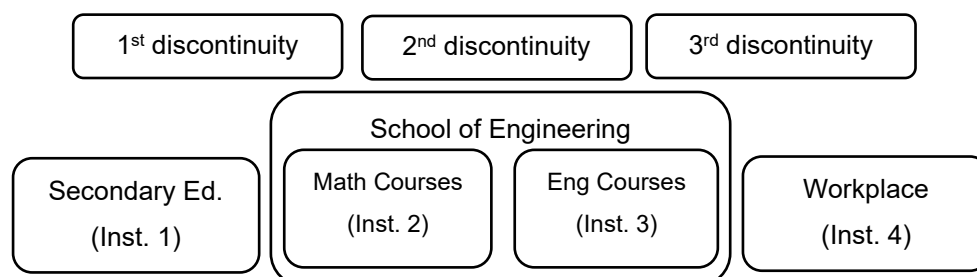 1st discontinuity
2nd discontinuity
3rd discontinuity
School of Engineering
Secondary Ed.
(Inst. 1)
Math Courses
(Inst. 2)
Eng Courses
(Inst. 3)
Workplace
(Inst. 4)